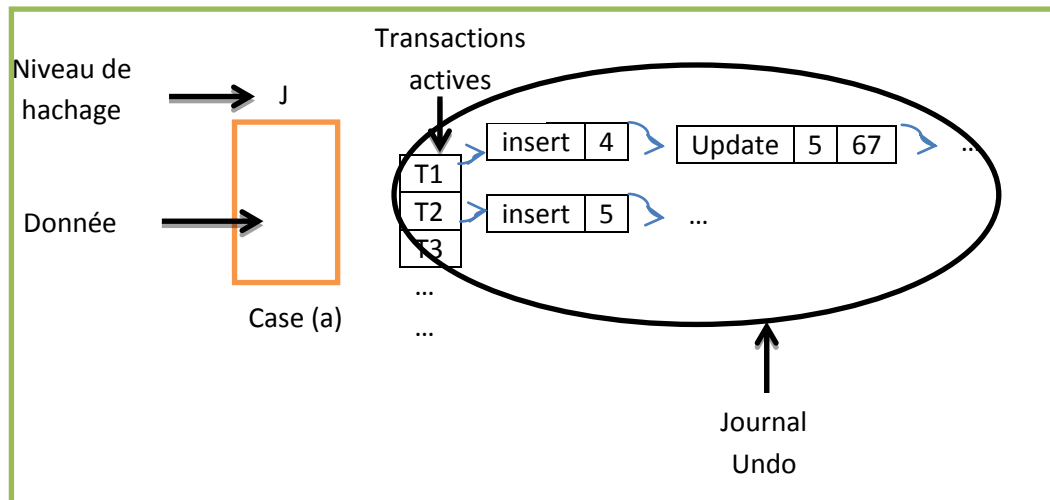 Transactions
actives
Niveau de
hachage
J
insert 4
Update 5 67
...
T1
T2
insert 5
...
Donnée
T3
...
Case (a)
...
Journal
Undo